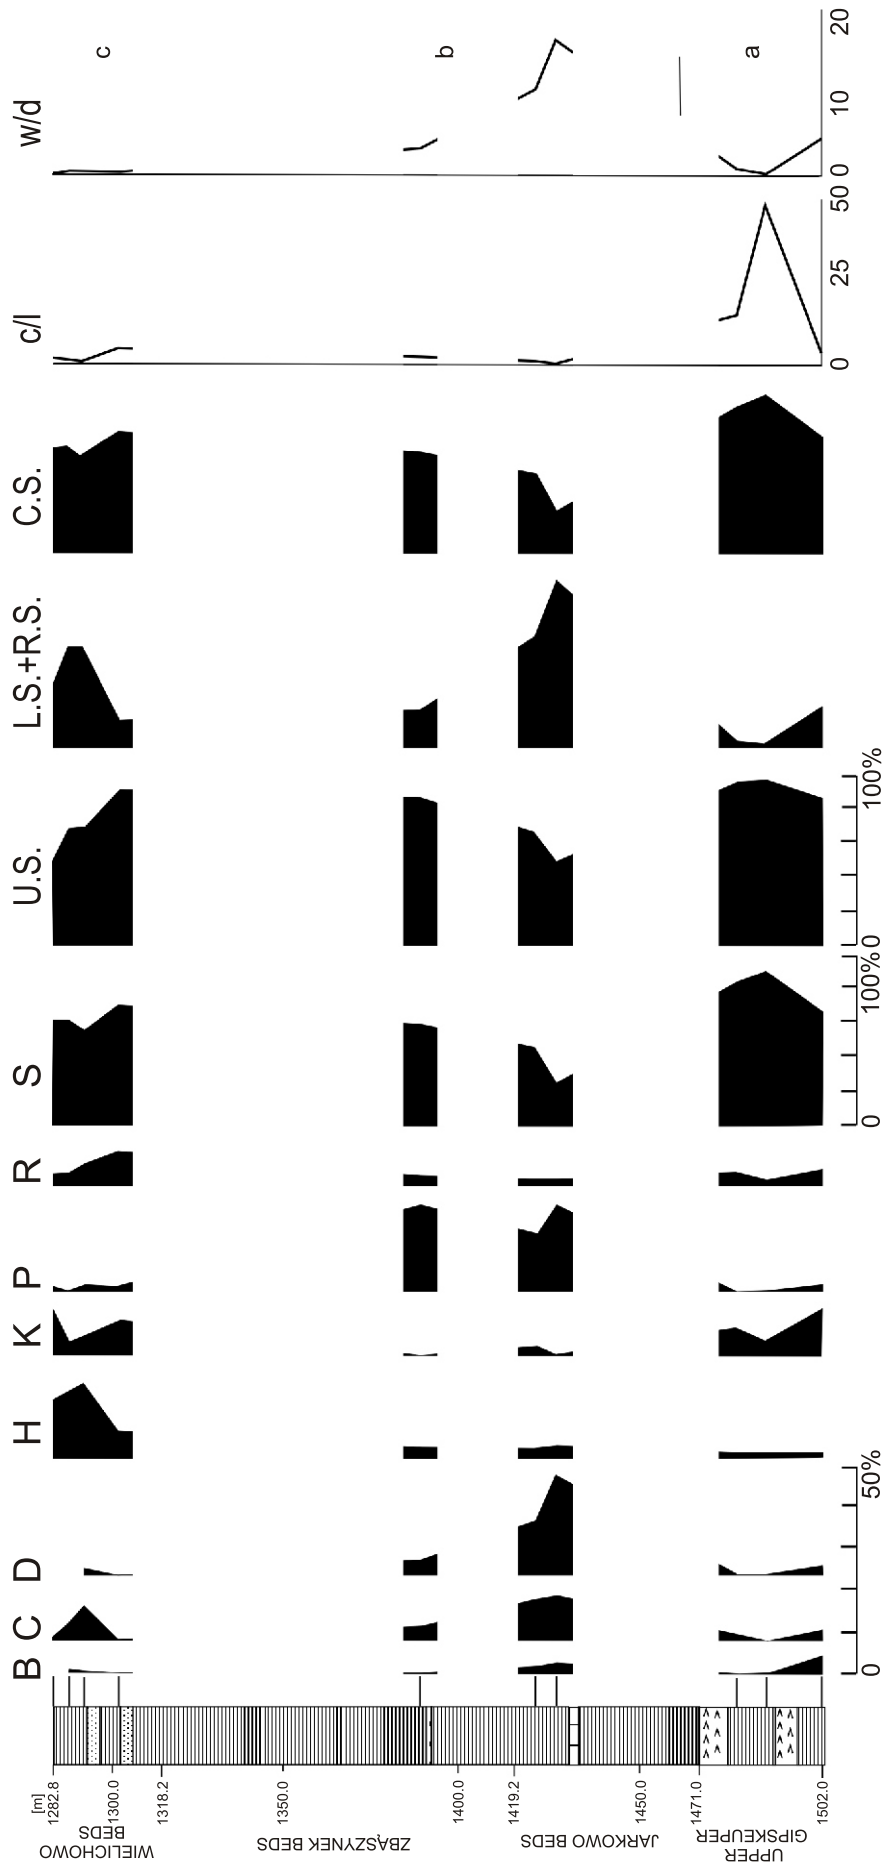 B C D H K P R S U.S. L.S.+R.S. C.S. c/l w/d
[m]
1282.8
1300.0
1318.2
1350.0
1400.0
1419.2
1450.0
1471.0
1502.0
WIELICHOWO
BEDS
ZBĄSZYNEK BEDS
JARKOWO BEDS
UPPER
GIPSKEUPER
c
b
a
0 50%
0 100%
0 100%
0 25 50
0 10 20